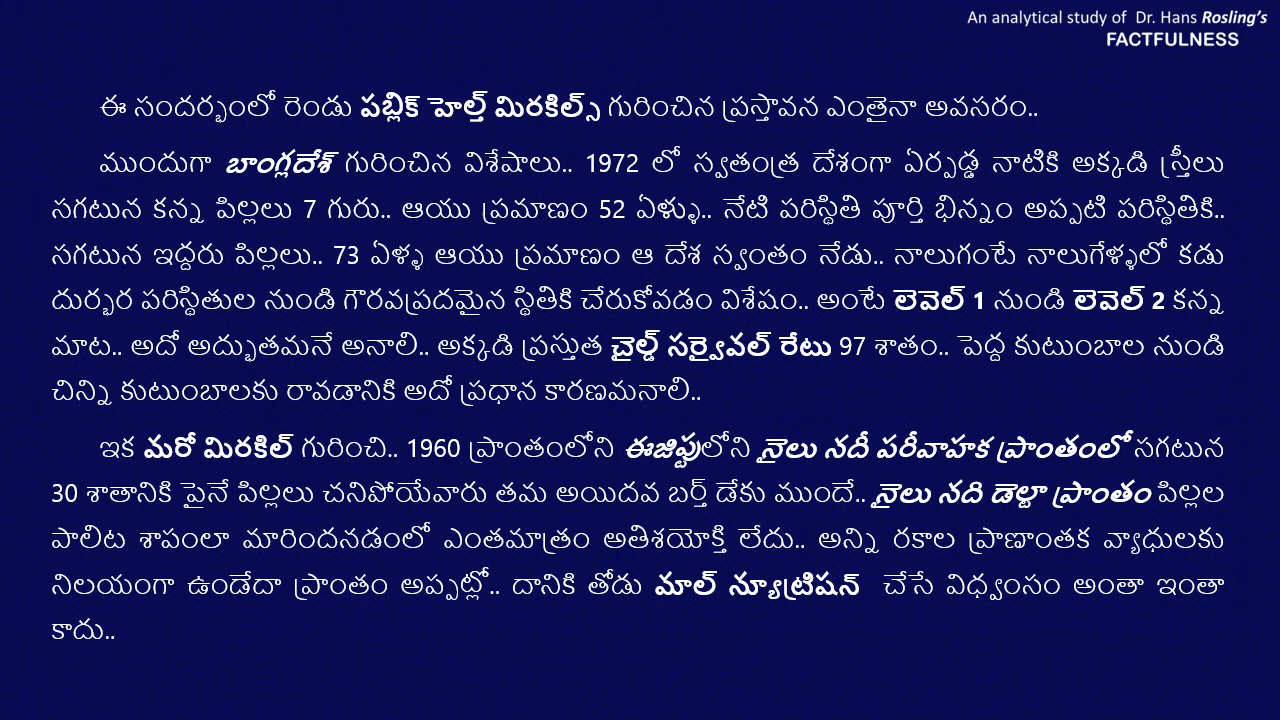 An analytical study of Dr. Hans Rosling's
FACTFULNESS
ఈ సందర్భంలో రెండు పబ్లిక్ హెల్త్ మిరకిల్స్ గురించిన ప్రస్తావన ఎంతైనా అవసరం..
ముందుగా బాంగ్లదేశ్ గురించిన విశేషాలు.. 1972 లో స్వతంత్ర దేశంగా ఏర్పడ్డ నాటికి అక్కడి స్త్రీలు
సగటున కన్న పిల్లలు 7 గురు.. ఆయు ప్రమాణం 52 ఏళ్ళు.. నేటి పరిస్థితి పూర్తి భిన్నం అప్పటి పరిస్థితికి..
సగటున ఇద్దరు పిల్లలు.. 73 ఏళ్ళ ఆయు ప్రమాణం ఆ దేశ స్వంతం నేడు.. నాలుగంటే నాలుగేళ్ళలో కడు
దుర్భర పరిస్థితుల నుండి గౌరవప్రదమైన స్థితికి చేరుకోవడం విశేషం.. అంటే లెవెల్ 1 నుండి లెవెల్ 2 కన్న
మాట.. అదో అద్భుతమనే అనాలి.. అక్కడి ప్రస్తుత చైల్డ్ సర్వైవల్ రేటు 97 శాతం.. పెద్ద కుటుంబాల నుండి
చిన్ని కుటుంబాలకు రావడానికి అదో ప్రధాన కారణమనాలి..
ఇక మరో మిరకిల్ గురించి.. 1960 ప్రాంతంలోని ఈజిప్టులోని నైలు నదీ పరీవాహక ప్రాంతంలో సగటున
30 శాతానికి పైనే పిల్లలు చనిపోయేవారు తమ అయిదవ బర్త్ డేకు ముందే.. నైలు నది డెల్టా ప్రాంతం పిల్లల
పాలిట శాపంలా మారిందనడంలో ఎంతమాత్రం అతిశయోక్తి లేదు.. అన్ని రకాల ప్రాణాంతక వ్యాధులకు
నిలయంగా ఉండేదా ప్రాంతం అప్పట్లో.. దానికి తోడు మాల్ న్యూట్రిషన్ చేసే విధ్వంసం అంతా ఇంతా
కాదు..